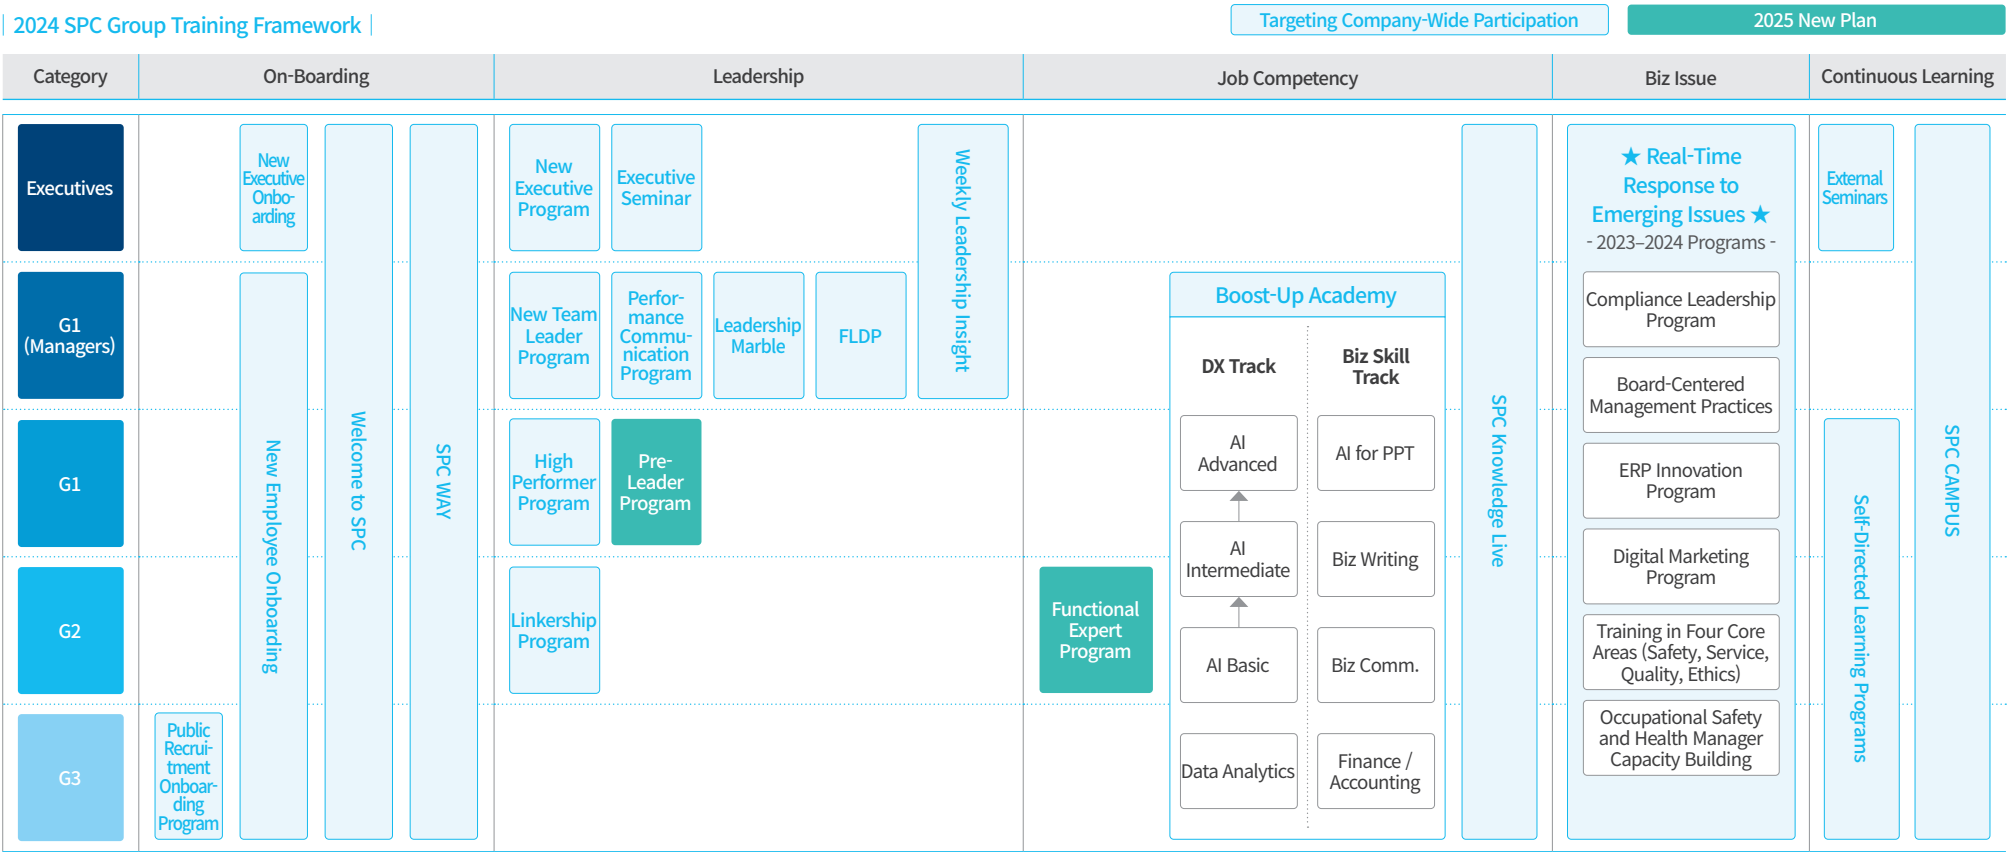 2024 SPC Group Training Framework
Targeting Company-Wide Participation
2025 New Plan
Category
On-Boarding
Leadership
Job Competency
Biz Issue
Continuous Learning
Executives
New
Executive
Onbo-
arding
Welcome to SPC
SPC WAY
New
Executive
Program
Executive
Seminar
Weekly Leadership Insight
SPC Knowledge Live
★ Real-Time
Response to
Emerging Issues ★
- 2023–2024 Programs -
Compliance Leadership
Program
Board-Centered
Management Practices
ERP Innovation
Program
Digital Marketing
Program
Training in Four Core
Areas (Safety, Service,
Quality, Ethics)
Occupational Safety
and Health Manager
Capacity Building
External
Seminars
SPC CAMPUS
G1
(Managers)
New Employee Onboarding
New Team
Leader
Program
Perfor-
mance
Commu-
nication
Program
Leadership
Marble
FLDP
Boost-Up Academy
DX Track
Biz Skill
Track
AI
Advanced
AI for PPT
AI
Intermediate
Biz Writing
AI Basic
Biz Comm.
Data Analytics
Finance /
Accounting
G1
High
Performer
Program
Pre-
Leader
Program
Self-Directed Learning Programs
G2
Linkership
Program
Functional
Expert
Program
G3
Public
Recrui-
tment
Onboar-
ding
Program